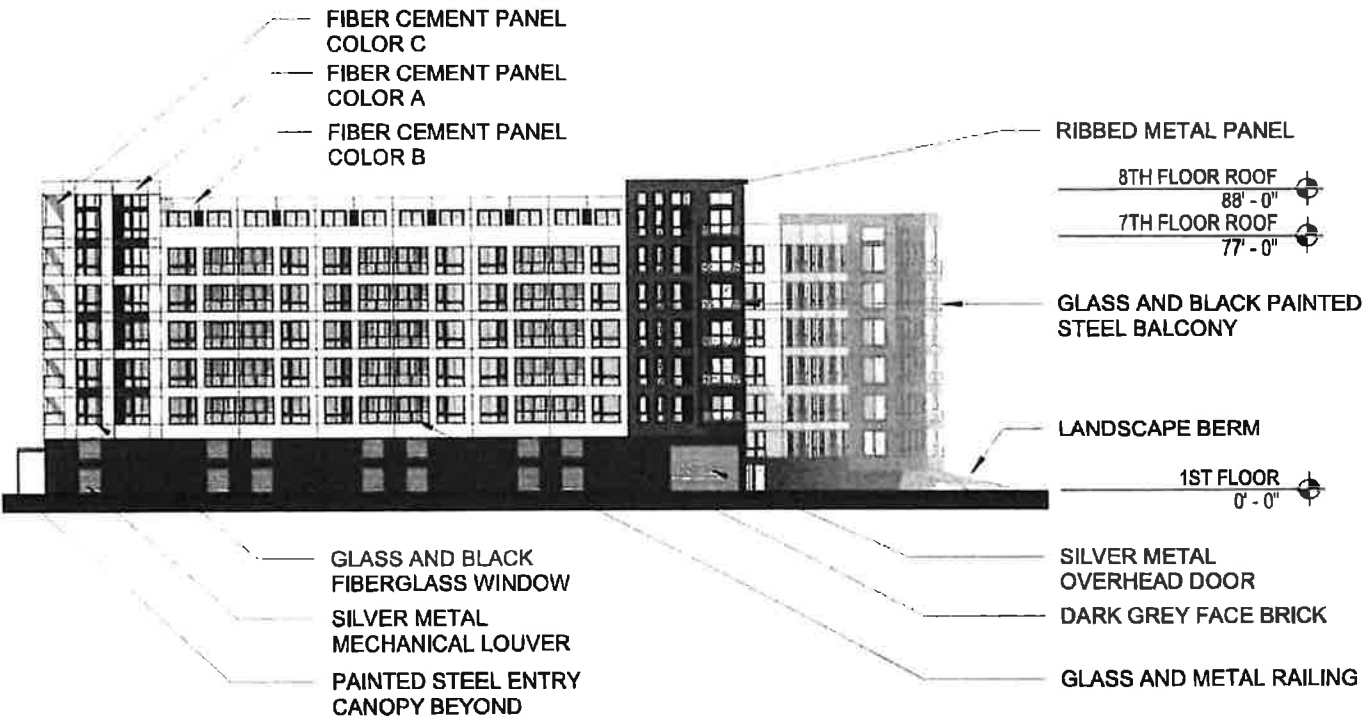 FIBER CEMENT PANEL
COLOR C
FIBER CEMENT PANEL
COLOR A
FIBER CEMENT PANEL
COLOR B
RIBBED METAL PANEL
8TH FLOOR ROOF
88' - 0"
7TH FLOOR ROOF
77' - 0"
GLASS AND BLACK PAINTED
STEEL BALCONY
LANDSCAPE BERM
1ST FLOOR
0' - 0"
GLASS AND BLACK
FIBERGLASS WINDOW
SILVER METAL
MECHANICAL LOUVER
PAINTED STEEL ENTRY
CANOPY BEYOND
SILVER METAL
OVERHEAD DOOR
DARK GREY FACE BRICK
GLASS AND METAL RAILING